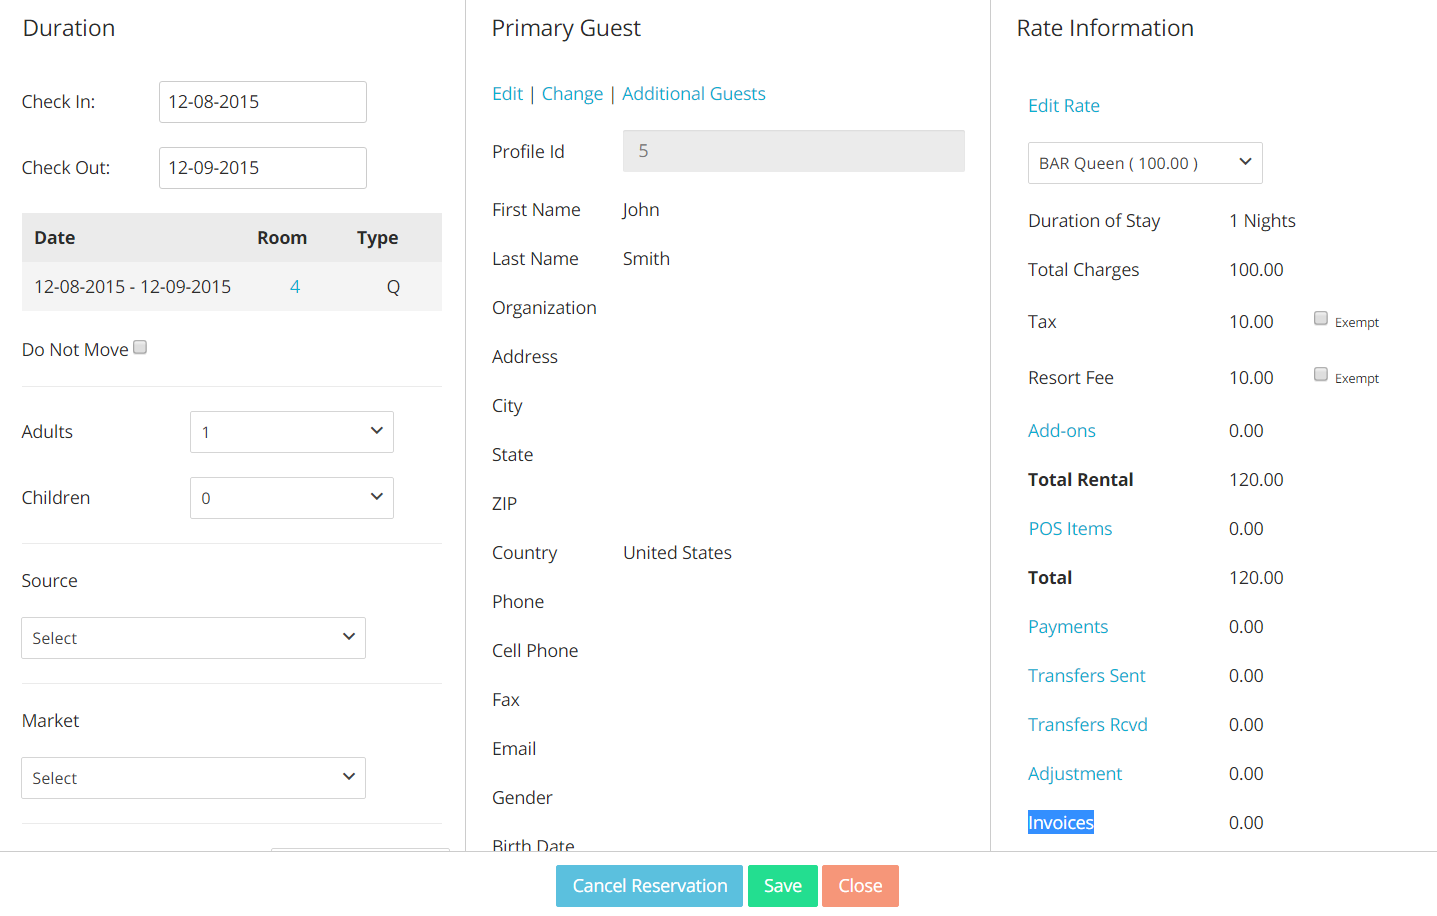 Duration
Check In: 12-08-2015
Check Out: 12-09-2015
Date Room Type
12-08-2015 - 12-09-2015 4 Q
Do Not Move
Adults 1
Children 0
Source
Select
Market
Select
Primary Guest
Edit | Change | Additional Guests
Profile Id 5
First Name John
Last Name Smith
Organization
Address
City
State
ZIP
Country United States
Phone
Cell Phone
Fax
Email
Gender
Birth Date
Rate Information
Edit Rate
BAR Queen ( 100.00 )
Duration of Stay 1 Nights
Total Charges 100.00
Tax 10.00 Exempt
Resort Fee 10.00 Exempt
Add-ons 0.00
Total Rental 120.00
POS Items 0.00
Total 120.00
Payments 0.00
Transfers Sent 0.00
Transfers Rcvd 0.00
Adjustment 0.00
Invoices 0.00
Cancel Reservation Save Close